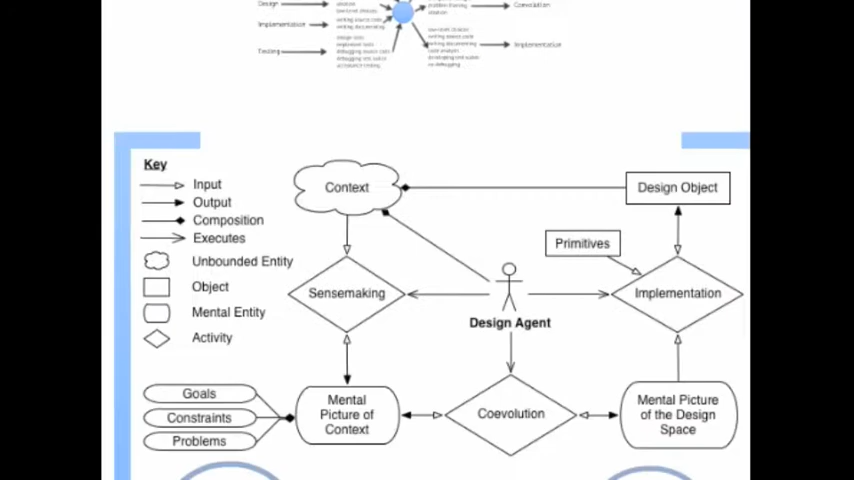 Design
Implementation
Testing
Coevolution
Implementation
Key
Input
Output
Composition
Executes
Unbounded Entity
Object
Mental Entity
Activity
Context
Design Object
Primitives
Sensemaking
Implementation
Design Agent
Goals
Constraints
Problems
Mental
Picture of
Context
Coevolution
Mental Picture
of the Design
Space